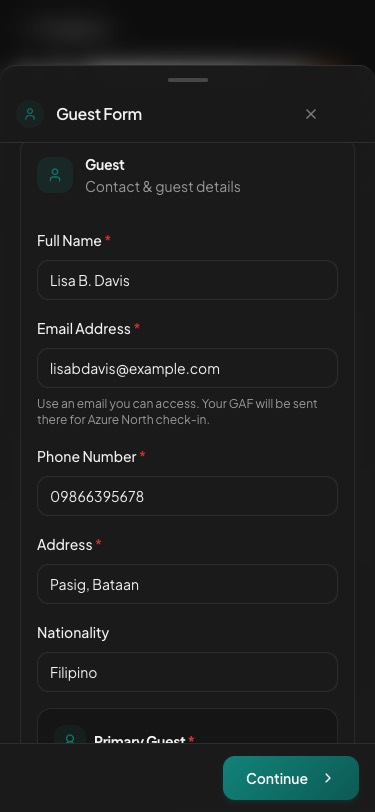 Guest Form
Guest
Contact & guest details
Full Name *
Lisa B. Davis
Email Address *
lisabdavis@example.com
Use an email you can access. Your GAF will be sent
there for Azure North check-in.
Phone Number *
09866395678
Address *
Pasig, Bataan
Nationality
Filipino
Primary Guest *
Continue